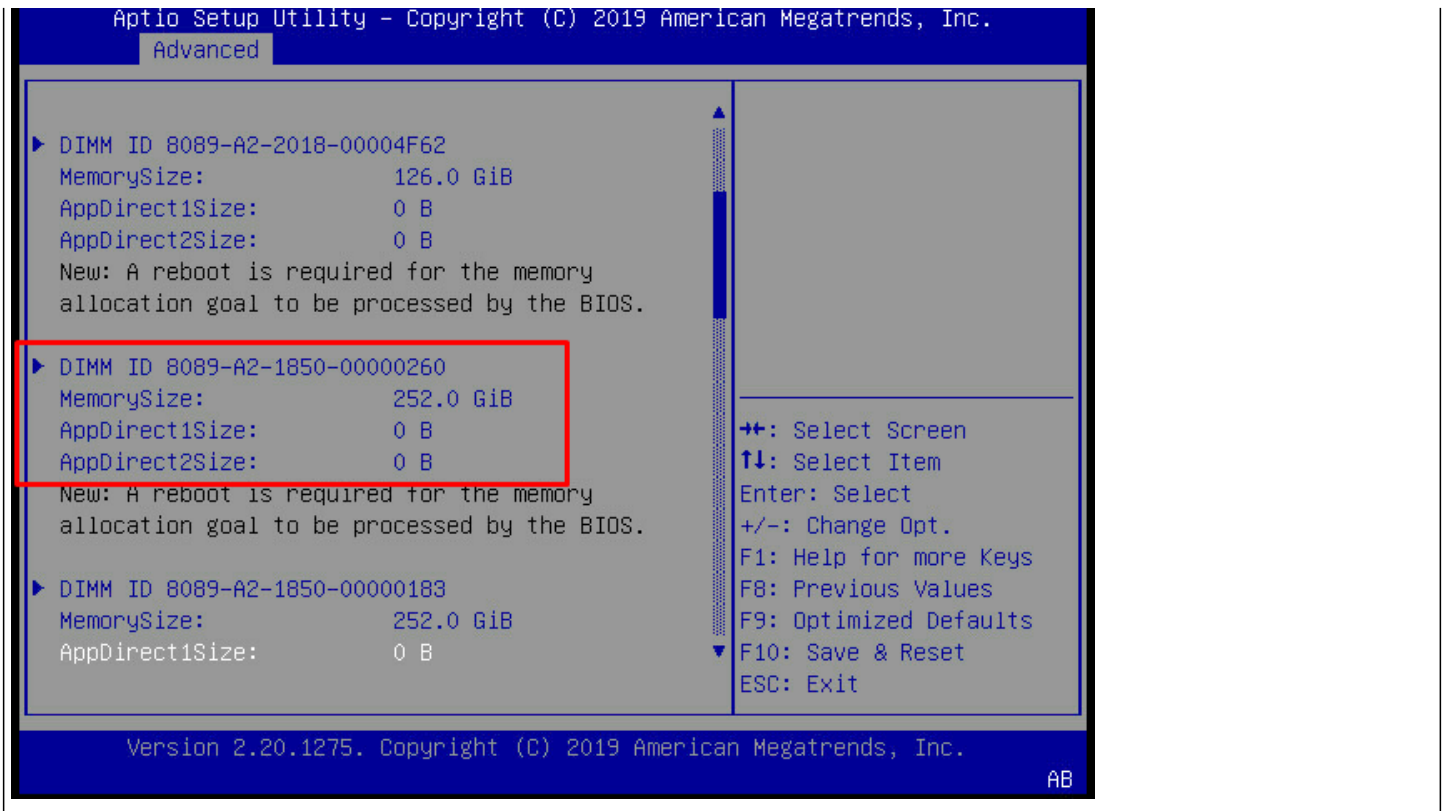 Aptio Setup Utility – Copyright (C) 2019 American Megatrends, Inc.
Advanced
DIMM ID 8089-A2-2018-00004F62
MemorySize: 126.0 GiB
AppDirect1Size: 0 B
AppDirect2Size: 0 B
New: A reboot is required for the memory
allocation goal to be processed by the BIOS.
DIMM ID 8089-A2-1850-00000260
MemorySize: 252.0 GiB
AppDirect1Size: 0 B
AppDirect2Size: 0 B
New: A reboot is required for the memory
allocation goal to be processed by the BIOS.
DIMM ID 8089-A2-1850-00000183
MemorySize: 252.0 GiB
AppDirect1Size: 0 B
→←: Select Screen
↑↓: Select Item
Enter: Select
+/-: Change Opt.
F1: Help for more Keys
F8: Previous Values
F9: Optimized Defaults
F10: Save & Reset
ESC: Exit
Version 2.20.1275. Copyright (C) 2019 American Megatrends, Inc.
AB